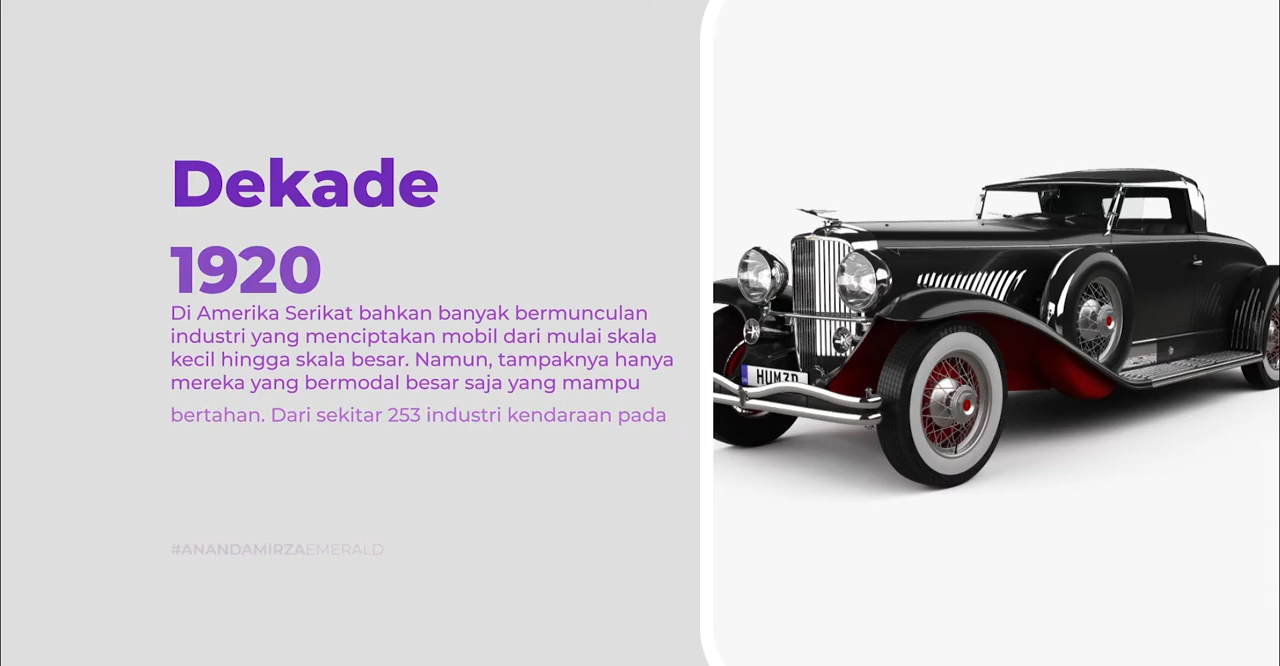 Dekade
1920
Di Amerika Serikat bahkan banyak bermunculan
industri yang menciptakan mobil dari mulai skala
kecil hingga skala besar. Namun, tampaknya hanya
mereka yang bermodal besar saja yang mampu
bertahan. Dari sekitar 253 industri kendaraan pada
#ANANDAMIRZAEMERALD
HUM3D